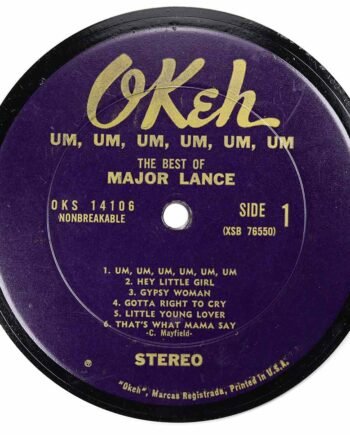 OKeh
UM, UM, UM, UM, UM, UM
THE BEST OF
MAJOR LANCE
OKS 14106
NONBREAKABLE
SIDE 1
(XSB 76550)
1. UM, UM, UM, UM, UM, UM
2. HEY LITTLE GIRL
3. GYPSY WOMAN
4. GOTTA RIGHT TO CRY
5. LITTLE YOUNG LOVER
6. THAT'S WHAT MAMA SAY
-C. Mayfield-
STEREO
® "Okeh", Marcas Registrada, Printed in U.S.A.